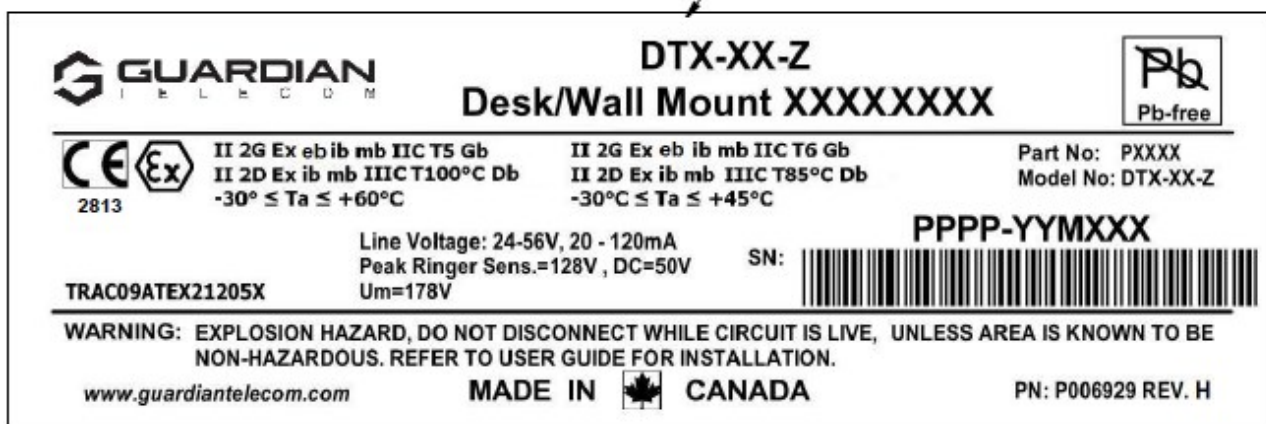 GUARDIAN
TELECOM
DTX-XX-Z
Desk/Wall Mount XXXXXXXX
Pb
Pb-free
CE
2813
Ex
II 2G Ex eb ib mb IIC T5 Gb
II 2D Ex ib mb IIIC T100°C Db
-30° ≤ Ta ≤ +60°C
II 2G Ex eb ib mb IIC T6 Gb
II 2D Ex ib mb IIIC T85°C Db
-30°C ≤ Ta ≤ +45°C
Part No: PXXXX
Model No: DTX-XX-Z
TRAC09ATEX21205X
Line Voltage: 24-56V, 20 - 120mA
Peak Ringer Sens.=128V , DC=50V
Um=178V
PPPP-YYMXXX
SN:
WARNING: EXPLOSION HAZARD, DO NOT DISCONNECT WHILE CIRCUIT IS LIVE, UNLESS AREA IS KNOWN TO BE
NON-HAZARDOUS. REFER TO USER GUIDE FOR INSTALLATION.
www.guardiantelecom.com
MADE IN CANADA
PN: P006929 REV. H